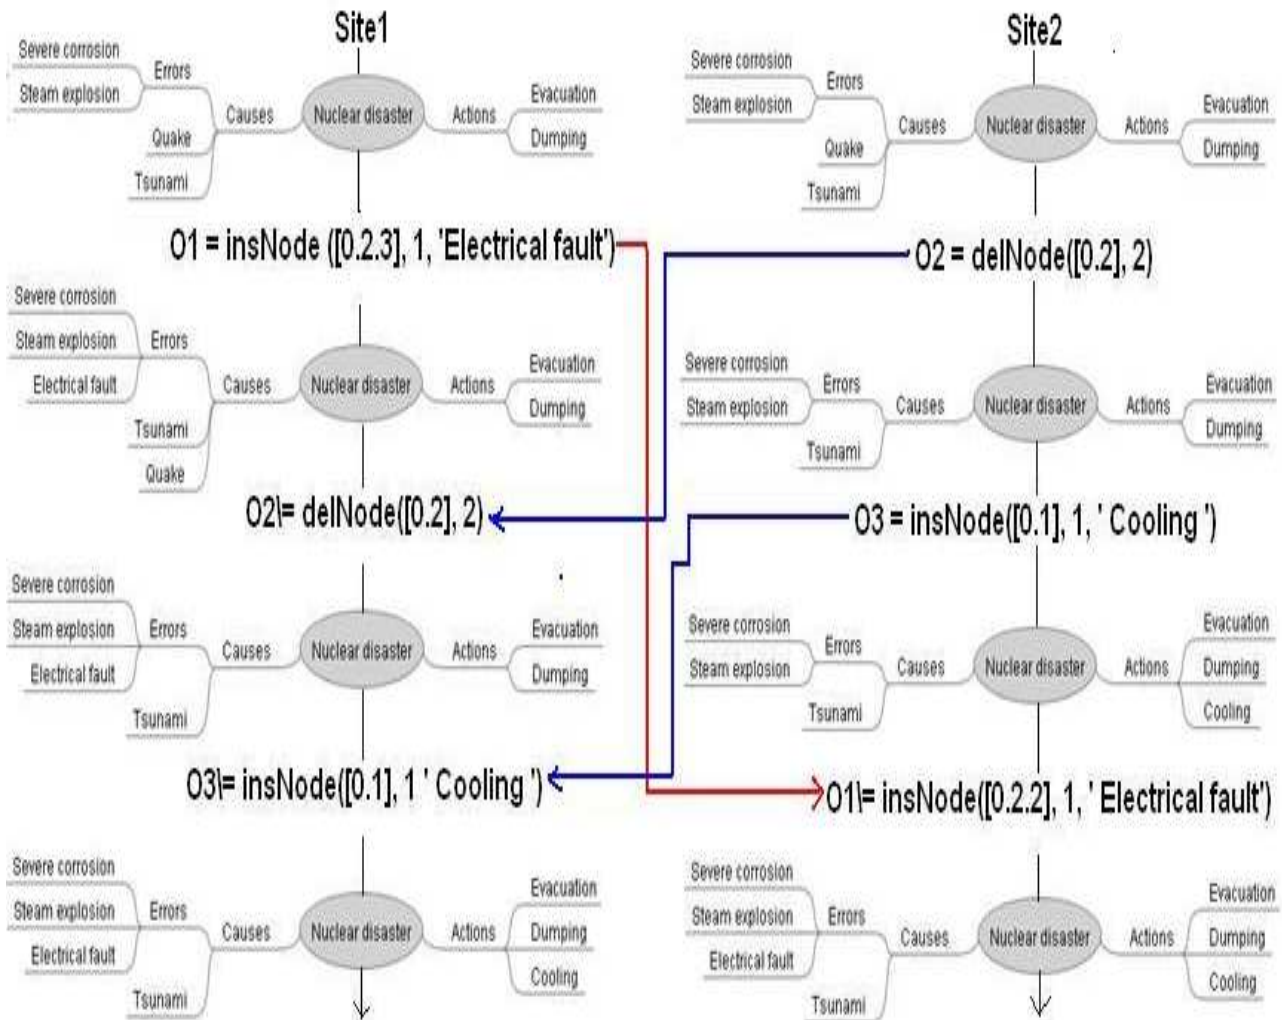 Site1
Severe corrosion
Errors
Steam explosion
Causes
Nuclear disaster
Actions
Evacuation
Dumping
Quake
Tsunami
Site2
Severe corrosion
Errors
Steam explosion
Causes
Nuclear disaster
Actions
Evacuation
Dumping
Quake
Tsunami
O1 = insNode ([0.2.3], 1, 'Electrical fault')
O2 = delNode([0.2], 2)
Severe corrosion
Steam explosion
Errors
Electrical fault
Causes
Nuclear disaster
Actions
Evacuation
Dumping
Tsunami
Quake
Severe corrosion
Errors
Steam explosion
Causes
Nuclear disaster
Actions
Evacuation
Dumping
Tsunami
O2\= delNode([0.2], 2)
O3 = insNode([0.1], 1, ' Cooling ')
Severe corrosion
Steam explosion
Errors
Electrical fault
Causes
Nuclear disaster
Actions
Evacuation
Dumping
Tsunami
Severe corrosion
Errors
Steam explosion
Causes
Nuclear disaster
Actions
Evacuation
Dumping
Cooling
Tsunami
O3\= insNode([0.1], 1 ' Cooling ')
O1\= insNode([0.2.2], 1, ' Electrical fault')
Severe corrosion
Steam explosion
Errors
Electrical fault
Causes
Nuclear disaster
Actions
Evacuation
Dumping
Cooling
Tsunami
Severe corrosion
Steam explosion
Errors
Electrical fault
Causes
Nuclear disaster
Actions
Evacuation
Dumping
Cooling
Tsunami